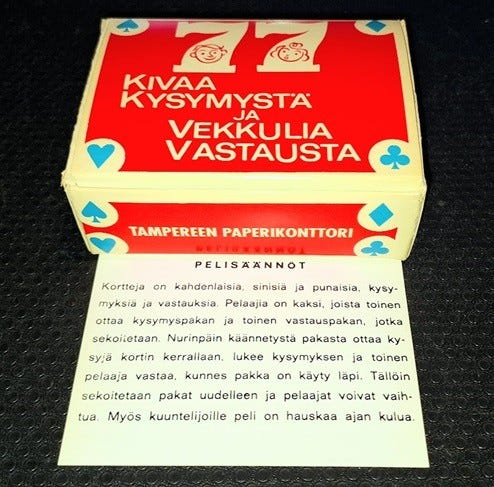 77
KIVAA
KYSYMYSTÄ
JA
VEKKULIA
VASTAUSTA
TAMPEREEN PAPERIKONTTORI
PELISÄÄNNÖT
Kortteja on kahdenlaisia, sinisiä ja punaisia, kysy-
myksiä ja vastauksia. Pelaajia on kaksi, joista toinen
ottaa kysymyspakan ja toinen vastauspakan, jotka
sekoitetaan. Nurinpäin käännetystä pakasta ottaa ky-
syjä kortin kerrallaan, lukee kysymyksen ja toinen
pelaaja vastaa, kunnes pakka on käyty läpi. Tällöin
sekoitetaan pakat uudelleen ja pelaajat voivat vaih-
tua. Myös kuuntelijoille peli on hauskaa ajan kulua.